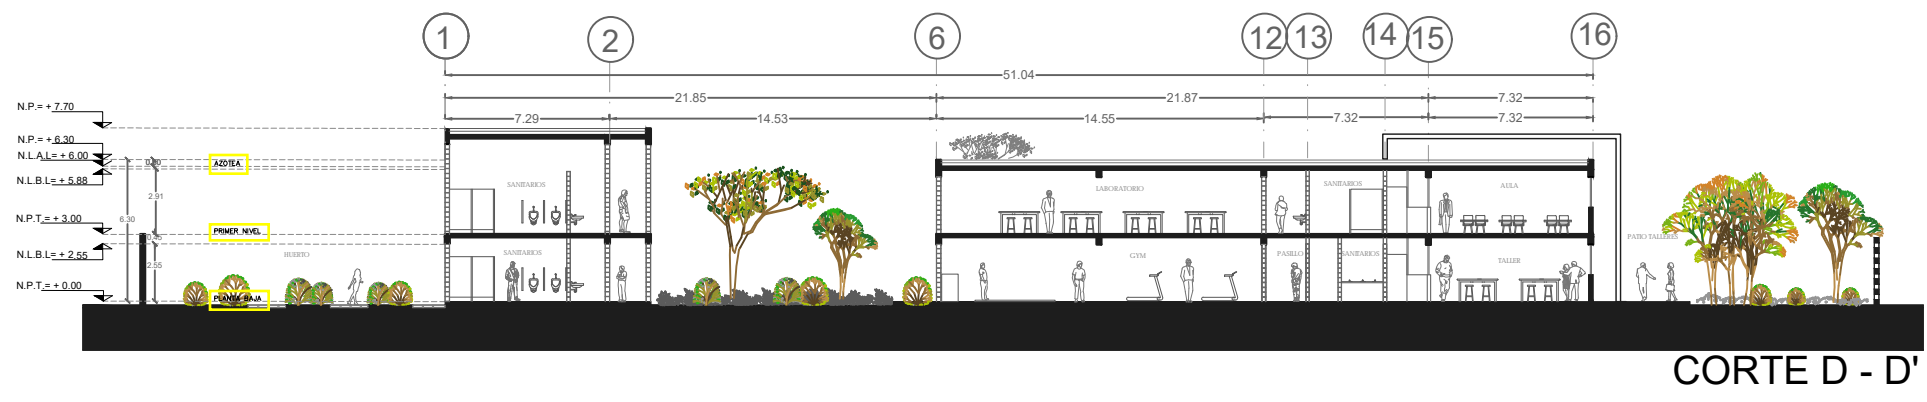 1 2 6 12 13 14 15 16
51.04
21.85 21.87 7.32
7.29 14.53 14.55 7.32 7.32
N.P.= + 7.70
N.P.= + 6.30
N.L.A.L= + 6.00
N.L.B.L= + 5.88
N.P.T.= + 3.00
N.L.B.L= + 2.55
N.P.T.= + 0.00
6.30
2.91
2.55
AZOTEA
PRIMER NIVEL
PLANTA BAJA
SANITARIOS LABORATORIO SANITARIOS AULA
HUERTO SANITARIOS GYM PASILLO SANITARIOS TALLER PATIO TALLERES
CORTE D - D'